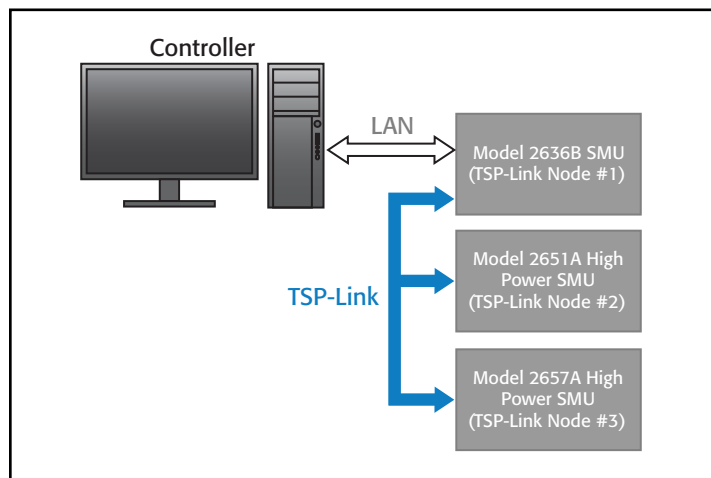 Controller
LAN
Model 2636B SMU
(TSP-Link Node #1)
Model 2651A High
Power SMU
(TSP-Link Node #2)
TSP-Link
Model 2657A High
Power SMU
(TSP-Link Node #3)